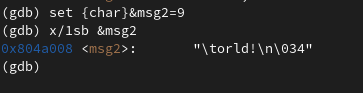 (gdb) set {char}&msg2=9
(gdb) x/1sb &msg2
0x804a008 <msg2>:       "\torld!\n\034"
(gdb)